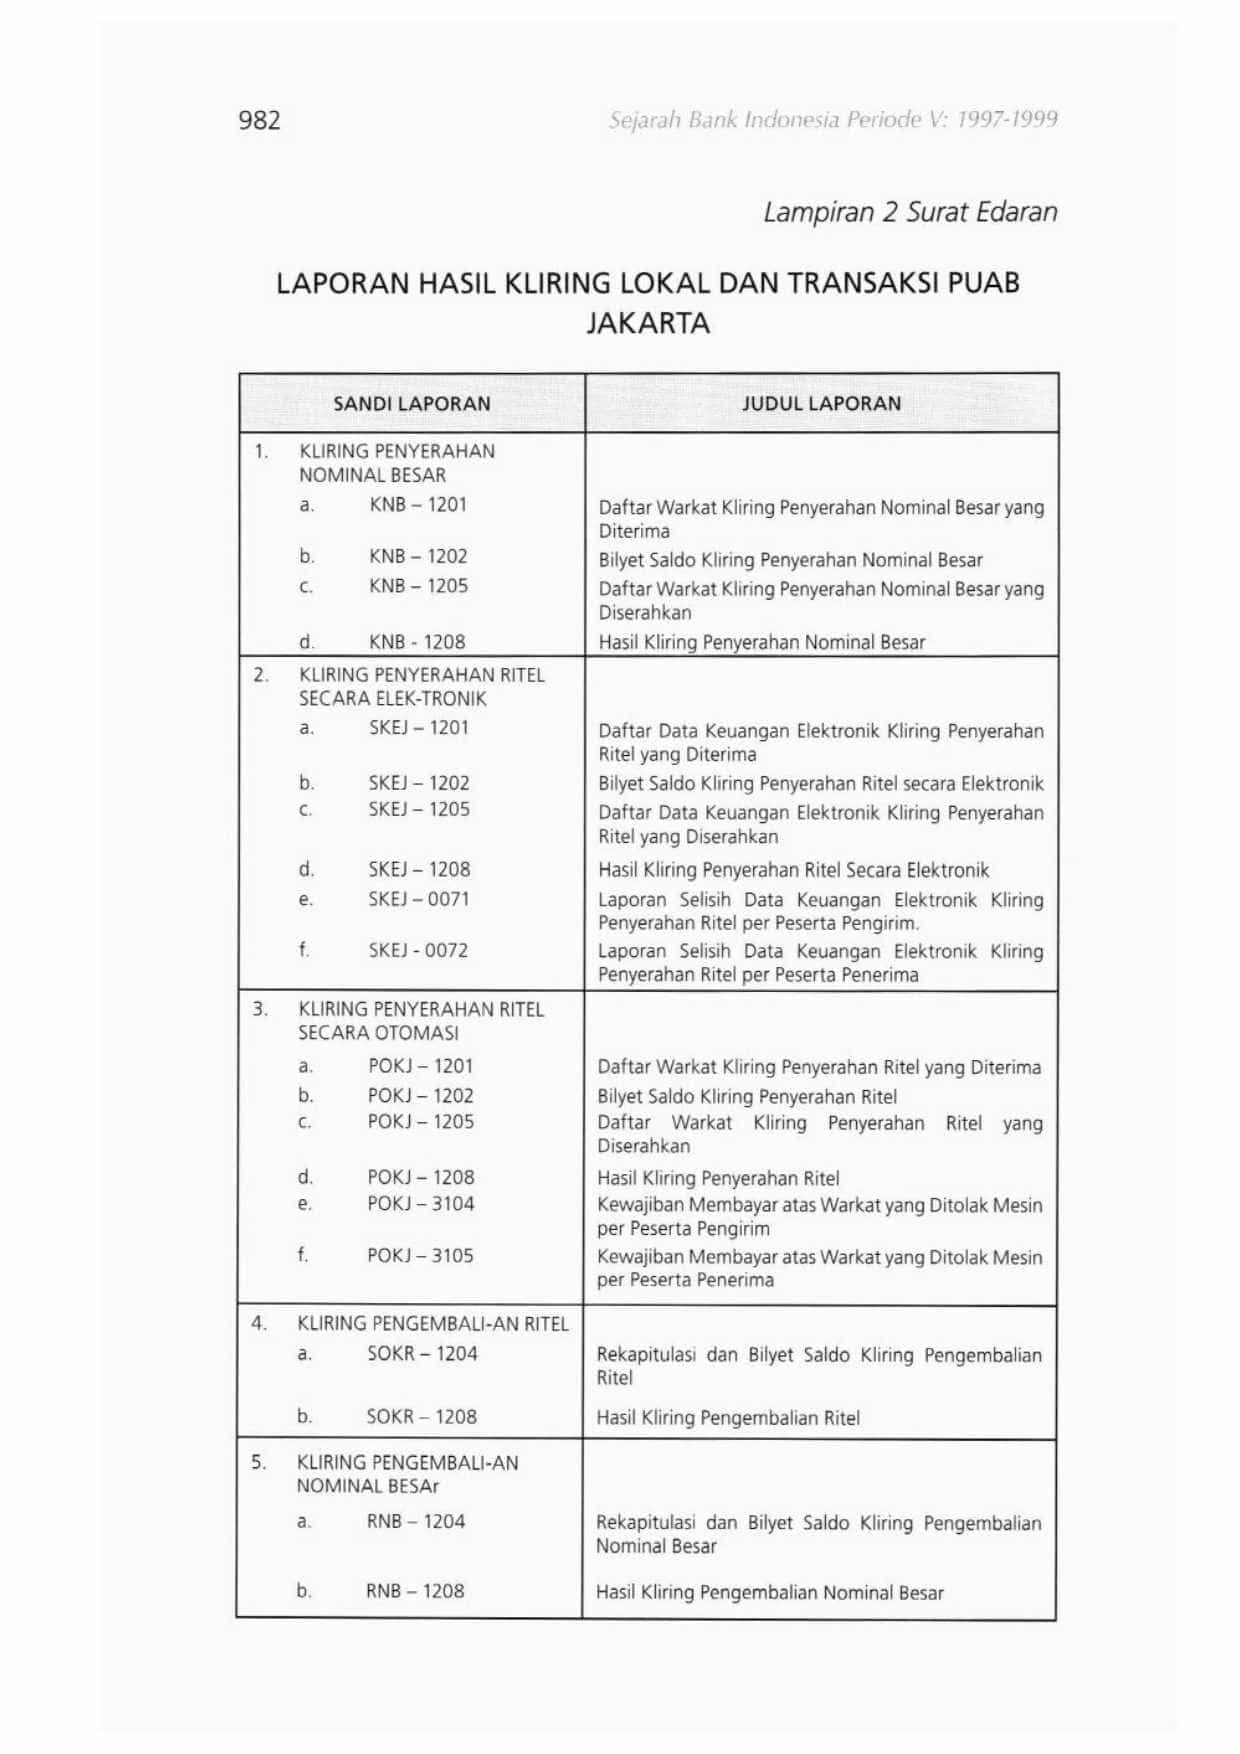 982
Sejarah Bank Indonesia Periode V: 1997-1999
Lampiran 2 Surat Edaran
LAPORAN HASIL KLIRING LOKAL DAN TRANSAKSI PUAB
JAKARTA
SANDI LAPORAN
JUDUL LAPORAN
1. KLIRING PENYERAHAN
NOMINAL BESAR
a. KNB – 1201 Daftar Warkat Kliring Penyerahan Nominal Besar yang
Diterima
b. KNB – 1202 Bilyet Saldo Kliring Penyerahan Nominal Besar
c. KNB – 1205 Daftar Warkat Kliring Penyerahan Nominal Besar yang
Diserahkan
d. KNB - 1208 Hasil Kliring Penyerahan Nominal Besar
2. KLIRING PENYERAHAN RITEL
SECARA ELEK-TRONIK
a. SKEJ – 1201 Daftar Data Keuangan Elektronik Kliring Penyerahan
Ritel yang Diterima
b. SKEJ – 1202 Bilyet Saldo Kliring Penyerahan Ritel secara Elektronik
c. SKEJ – 1205 Daftar Data Keuangan Elektronik Kliring Penyerahan
Ritel yang Diserahkan
d. SKEJ – 1208 Hasil Kliring Penyerahan Ritel Secara Elektronik
e. SKEJ – 0071 Laporan Selisih Data Keuangan Elektronik Kliring
Penyerahan Ritel per Peserta Pengirim.
f. SKEJ - 0072 Laporan Selisih Data Keuangan Elektronik Kliring
Penyerahan Ritel per Peserta Penerima
3. KLIRING PENYERAHAN RITEL
SECARA OTOMASI
a. POKJ – 1201 Daftar Warkat Kliring Penyerahan Ritel yang Diterima
b. POKJ – 1202 Bilyet Saldo Kliring Penyerahan Ritel
c. POKJ – 1205 Daftar Warkat Kliring Penyerahan Ritel yang
Diserahkan
d. POKJ – 1208 Hasil Kliring Penyerahan Ritel
e. POKJ – 3104 Kewajiban Membayar atas Warkat yang Ditolak Mesin
per Peserta Pengirim
f. POKJ – 3105 Kewajiban Membayar atas Warkat yang Ditolak Mesin
per Peserta Penerima
4. KLIRING PENGEMBALI-AN RITEL
a. SOKR – 1204 Rekapitulasi dan Bilyet Saldo Kliring Pengembalian
Ritel
b. SOKR – 1208 Hasil Kliring Pengembalian Ritel
5. KLIRING PENGEMBALI-AN
NOMINAL BESAr
a. RNB – 1204 Rekapitulasi dan Bilyet Saldo Kliring Pengembalian
Nominal Besar
b. RNB – 1208 Hasil Kliring Pengembalian Nominal Besar